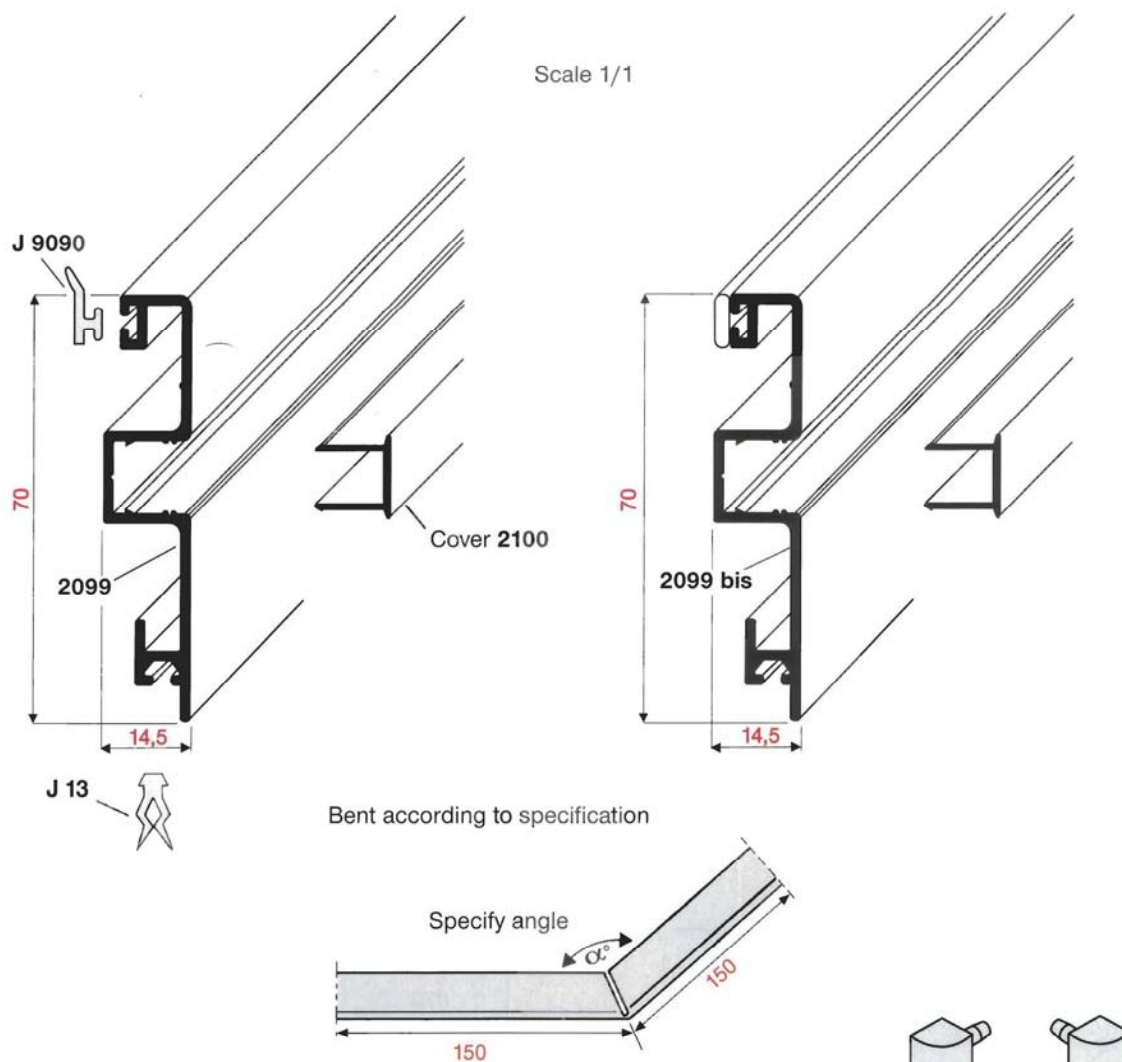 Scale 1/1
J 9090
70
70
Cover 2100
2099
2099 bis
14,5
14,5
J 13
Bent according to specification
Specify angle
α°
150
150